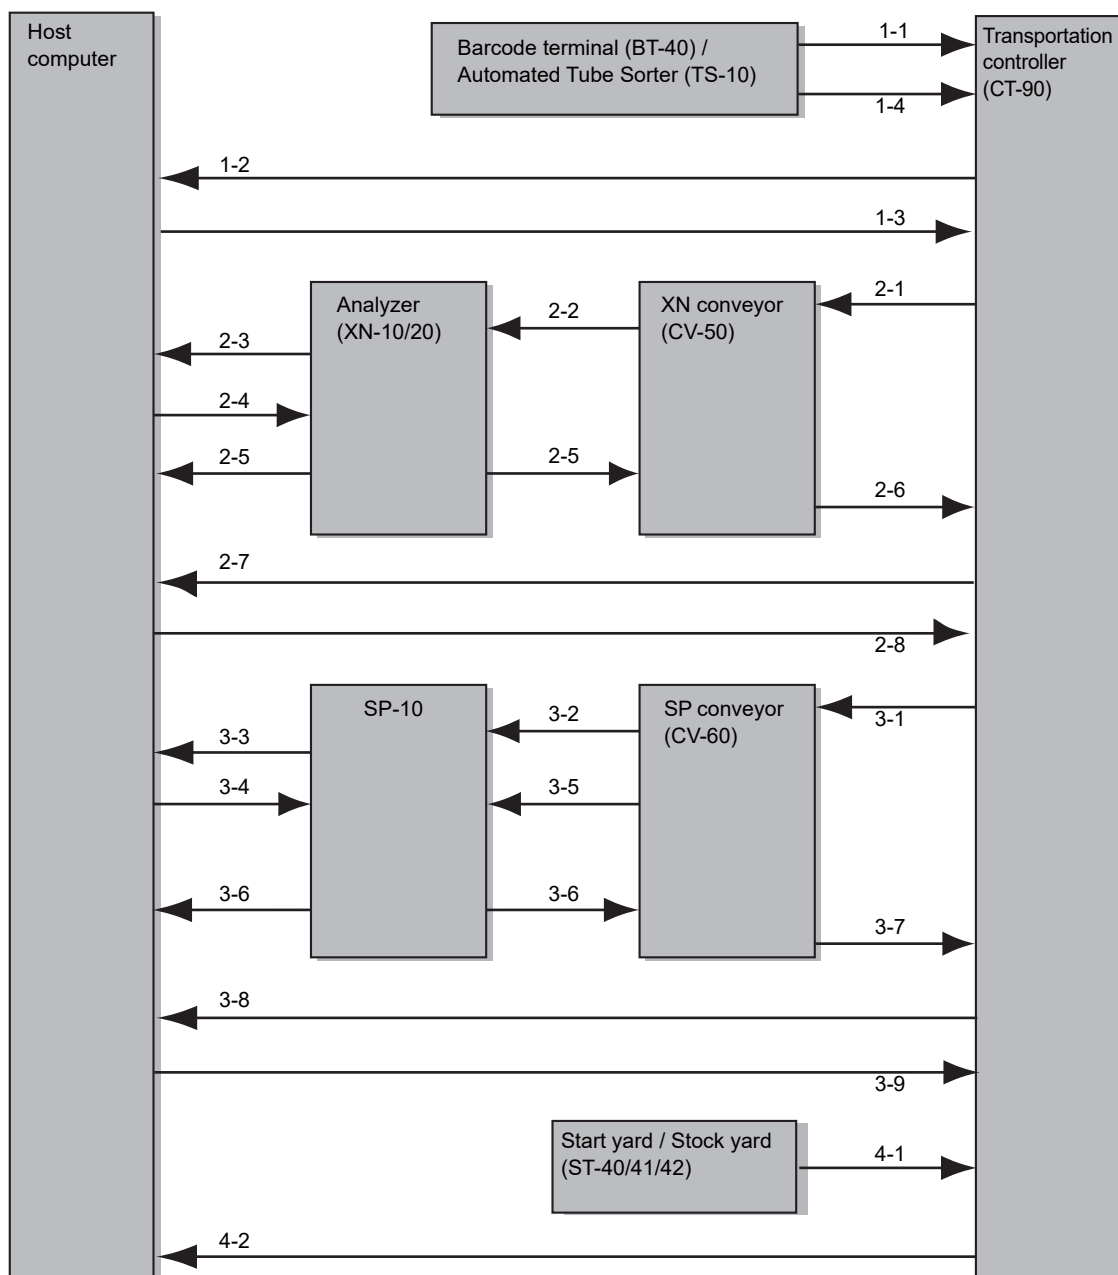 Host
computer
Barcode terminal (BT-40) /
Automated Tube Sorter (TS-10)
1-1
1-4
Transportation
controller
(CT-90)
1-2
1-3
Analyzer
(XN-10/20)
2-2
XN conveyor
(CV-50)
2-1
2-3
2-4
2-5
2-5
2-6
2-7
2-8
SP-10
3-2
SP conveyor
(CV-60)
3-1
3-3
3-4
3-5
3-6
3-6
3-7
3-8
3-9
Start yard / Stock yard
(ST-40/41/42)
4-1
4-2